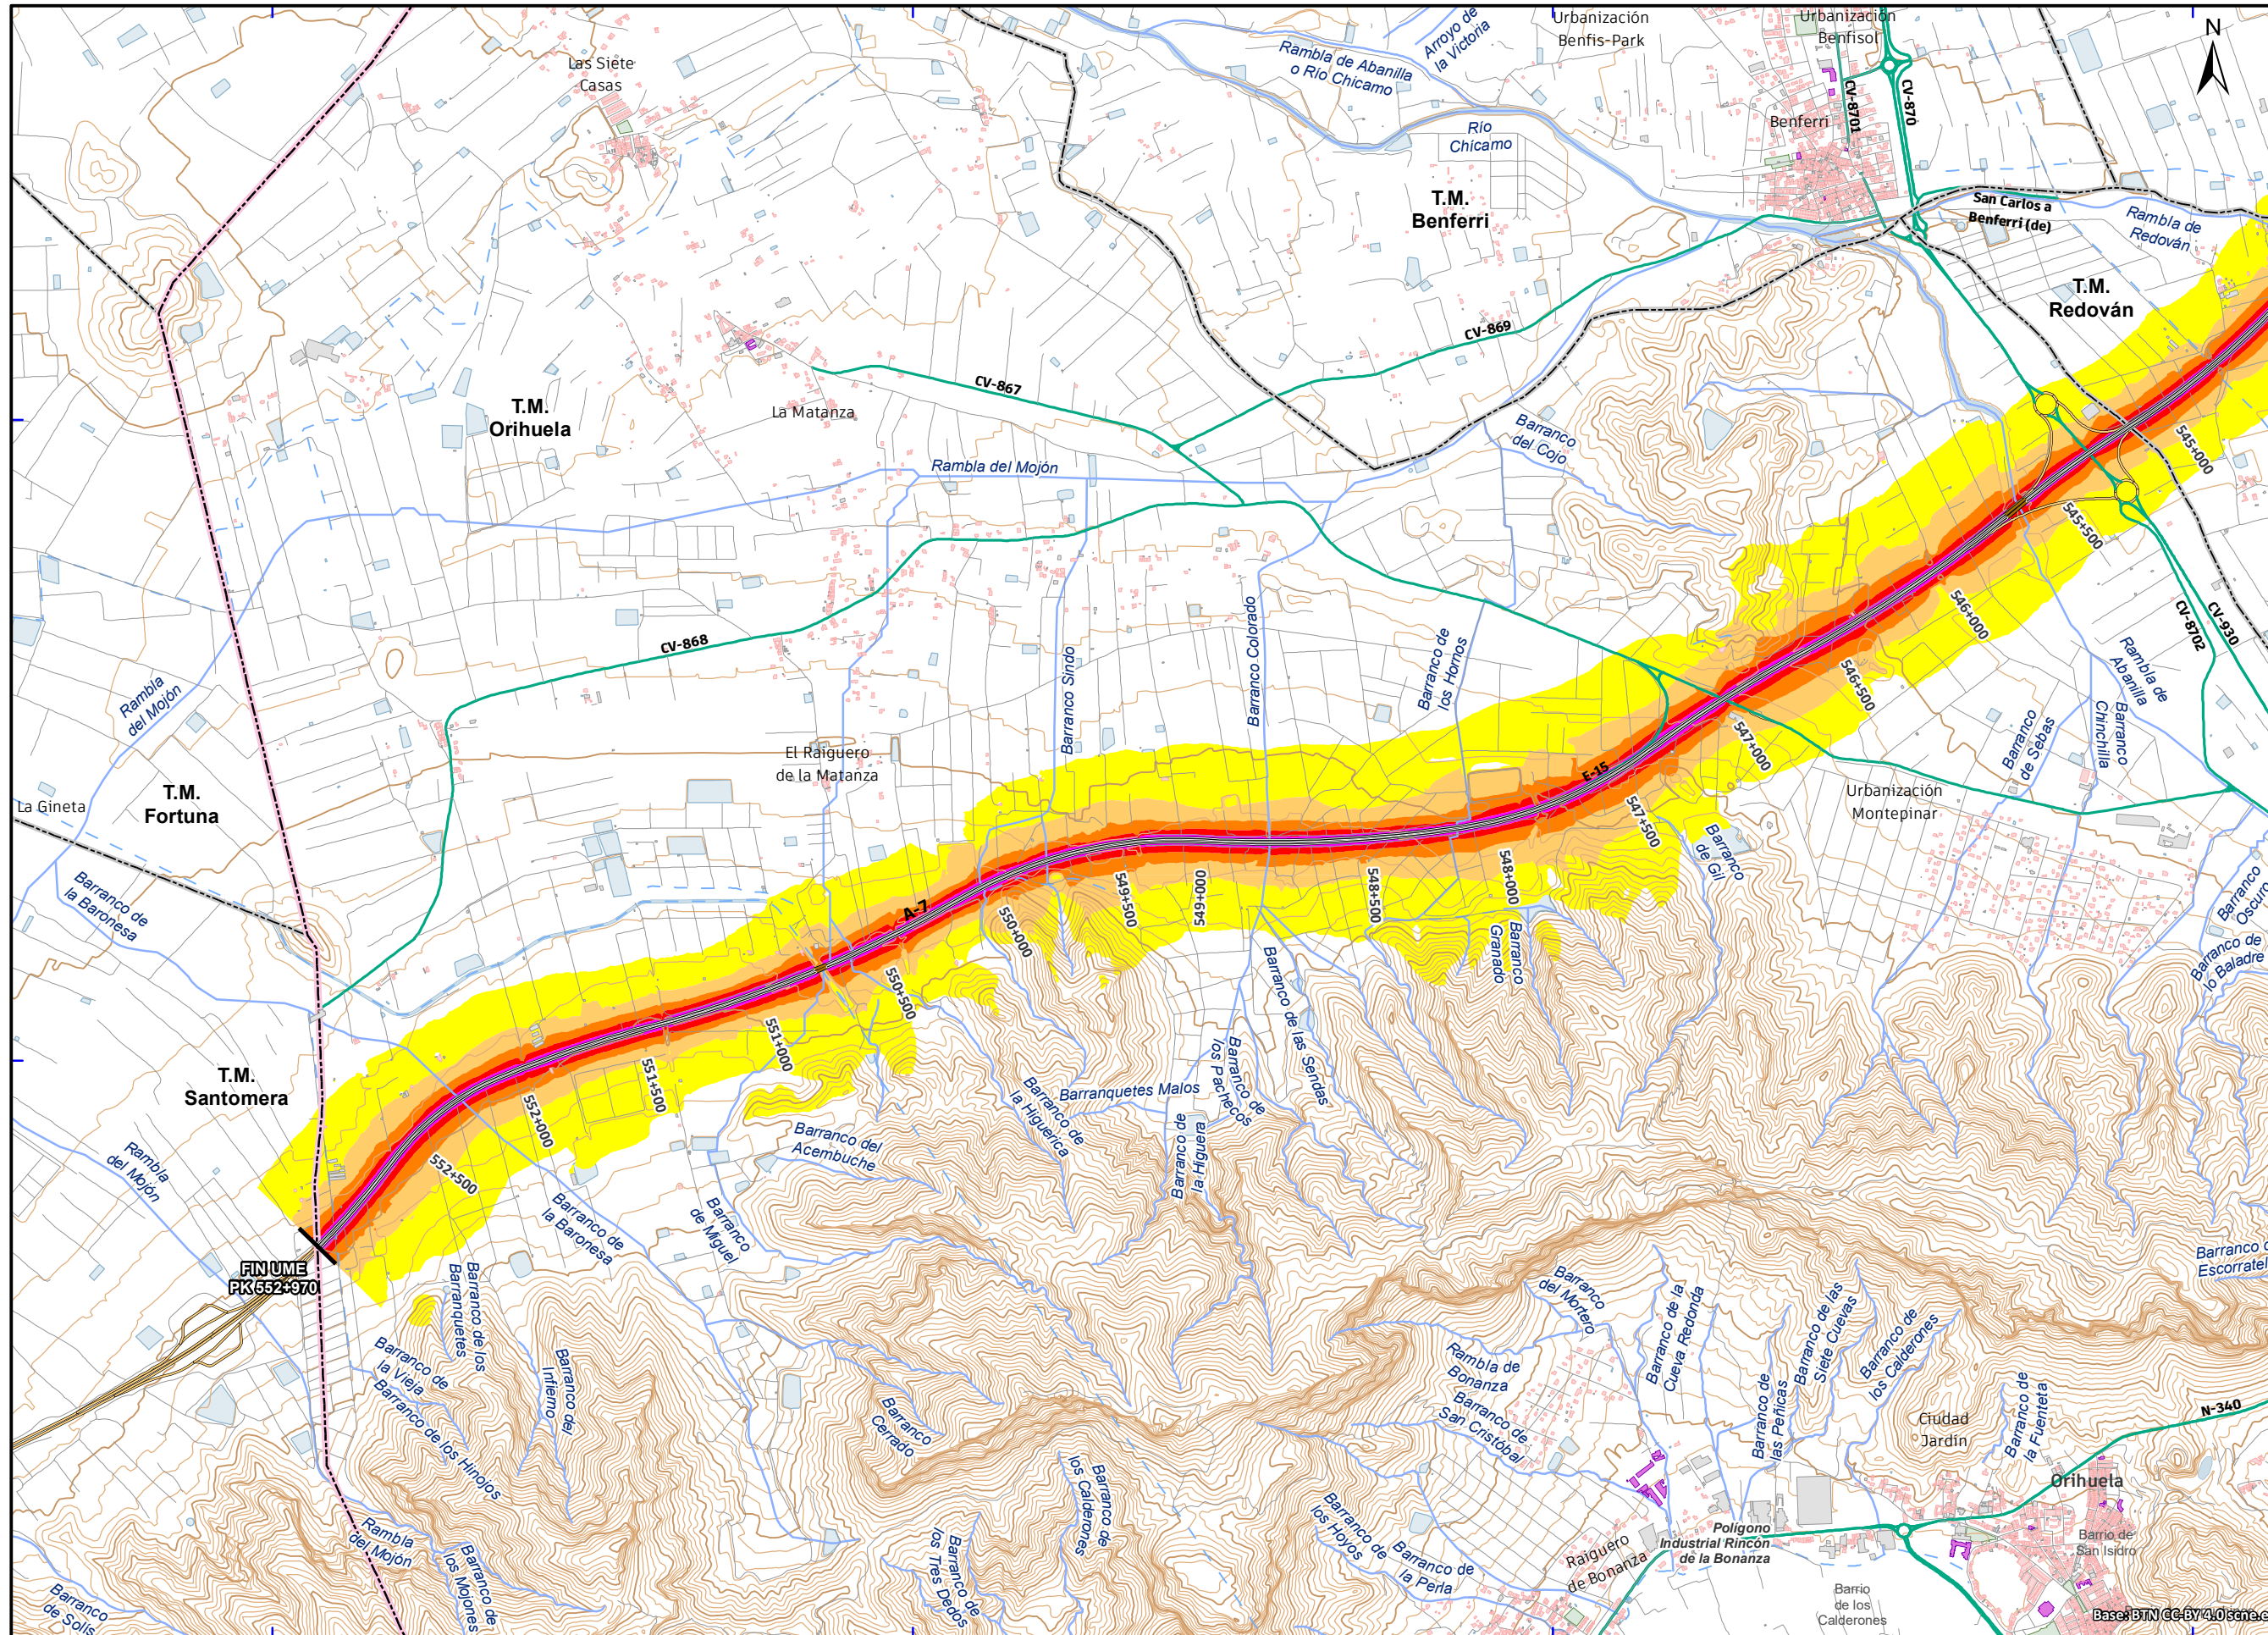 Urbanización
Benfis-Park
Arroyo de
la Victoria
Urbanización
Benfisol
N
Las Siete
Casas
Rambla de Abanilla
o Río Chicamo
CV-8701
CV-870
Río
Chícamo
Benferri
T.M.
Benferri
San Carlos a
Benferri (de)
Rambla de
Redován
T.M.
Redován
CV-869
CV-867
La Matanza
T.M.
Orihuela
Barranco
del Cojo
Rambla del Mojón
545+000
545+500
546+000
546+500
547+000
547+500
548+000
548+500
549+000
549+500
550+000
550+500
551+000
551+500
552+000
552+500
CV-868
Barranco Sindo
Barranco Colorado
Barranco de
los Hornos
CV-8702
CV-930
Rambla de
Abanilla
Barranco
Chinchilla
Barranco
de Sebas
Rambla
del Mojón
El Raiguero
de la Matanza
E-15
A-7
Urbanización
Montepinar
La Gineta
T.M.
Fortuna
Barranco
de Gil
Barranco de
la Baronesa
Barranco
Granado
Barranco
Oscuro
Barranco de
lo Baladre
Barranco de las Sendas
Barranco de
los Pachecos
T.M.
Santomera
Barranco de
la Higuerica
Barranquetes Malos
Barranco de
la Higuera
Barranco del
Acembuche
Rambla
del Mojón
Barranco de
la Baronesa
Barranco
de Miguel
FIN UME
PK 552+970
Barranco de los
Barranquetes
Barranco de
la Vieja
Barranco de los Hinojos
Barranco del
Infierno
Barranco
del Mortero
Barranco de la
Cueva Redonda
Barranco de las
Siete Cuevas
Barranco de
los Calderones
Rambla de
Bonanza
Barranco de
San Cristóbal
Barranco de
las Peñicas
Barranco
Cerrado
Ciudad
Jardín
Barranco de
la Fuenteta
N-340
Orihuela
Barranco de
los Calderones
Barranco de
los Hoyos
Barranco de
la Perla
Raiguero
de Bonanza
Polígono
Industrial Rincón
de la Bonanza
Barrio de
San Isidro
Barrio
de los
Calderones
Rambla
del Mojón
Barranco de
los Mojones
Barranco de
los Tres Dedos
Barranco
de Solis
Base: BTN CC-BY 4.0 scne.e